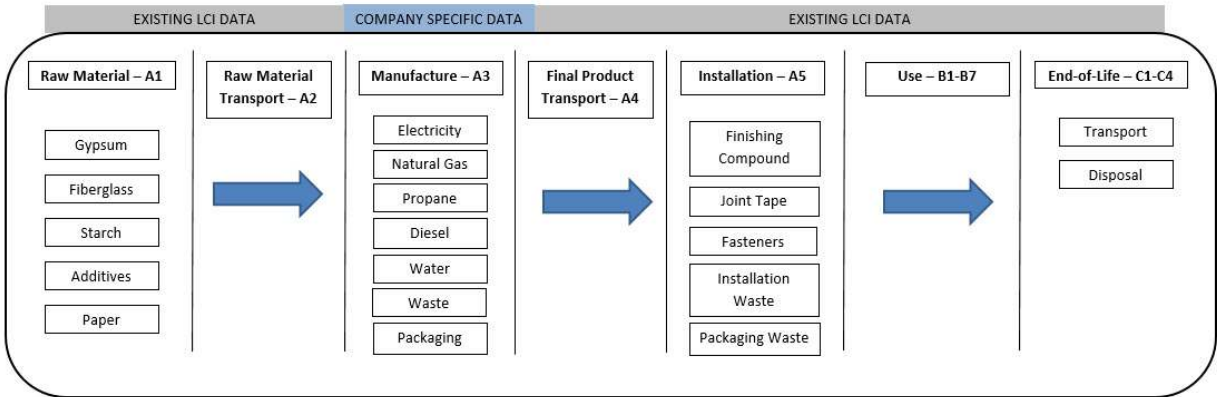 EXISTING LCI DATA
COMPANY SPECIFIC DATA
EXISTING LCI DATA
Raw Material – A1
Gypsum
Fiberglass
Starch
Additives
Paper
Raw Material
Transport – A2
Manufacture – A3
Electricity
Natural Gas
Propane
Diesel
Water
Waste
Packaging
Final Product
Transport – A4
Installation – A5
Finishing
Compound
Joint Tape
Fasteners
Installation
Waste
Packaging Waste
Use – B1-B7
End-of-Life – C1-C4
Transport
Disposal